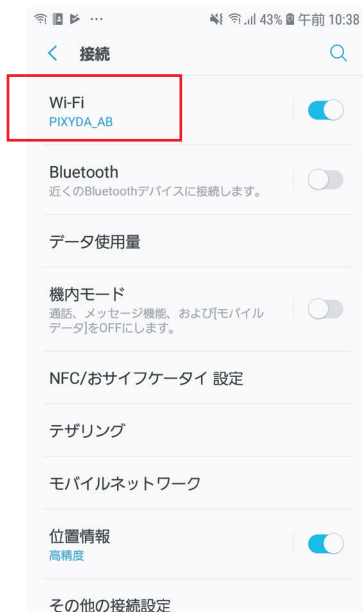 43% 午前 10:38
接続
Wi-Fi
PIXYDA_AB
Bluetooth
近くのBluetoothデバイスに接続します。
データ使用量
機内モード
通話、メッセージ機能、および[モバイル
データ]をOFFにします。
NFC/おサイフケータイ 設定
テザリング
モバイルネットワーク
位置情報
高精度
その他の接続設定